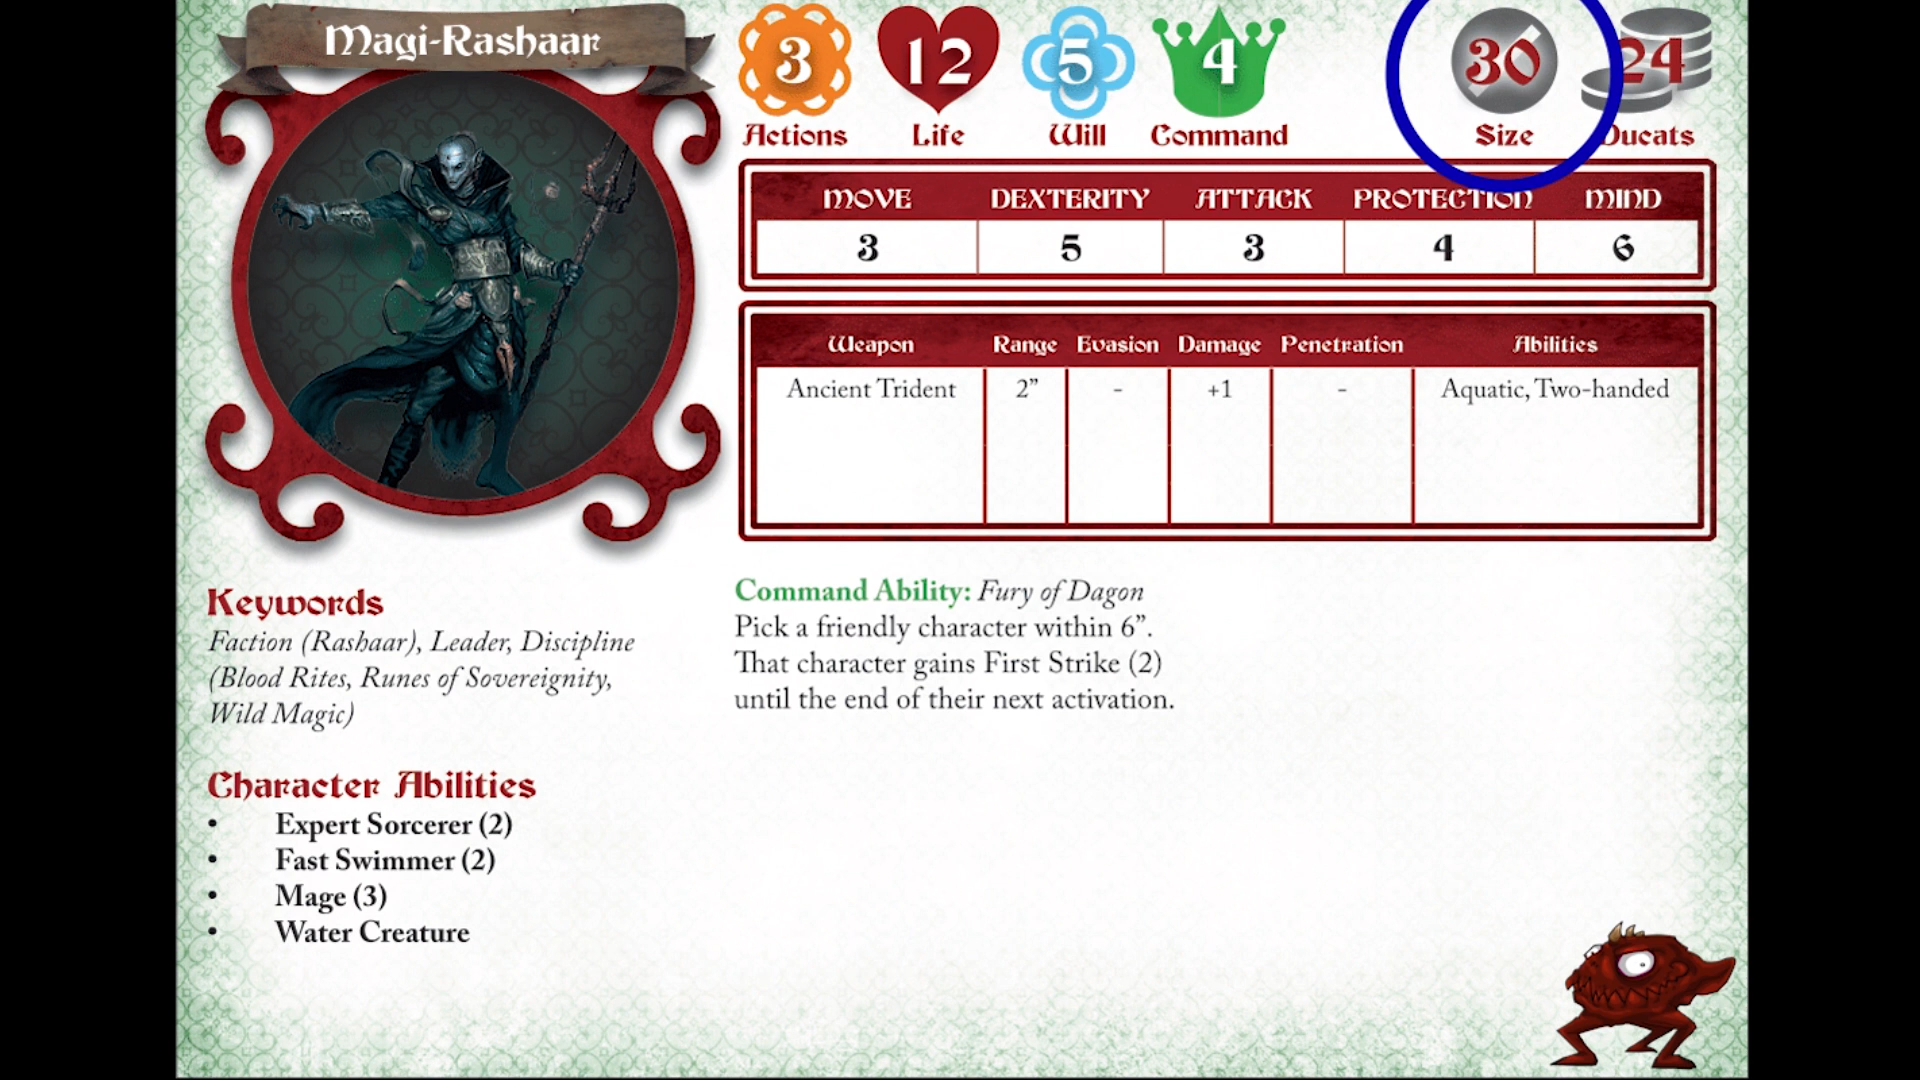 Magi-Rashaar
3 12 5 4 30 24
Actions Life Will Command Size Ducats
MOVE DEXTERITY ATTACK PROTECTION MIND
3 5 3 4 6
Weapon Range Evasion Damage Penetration Abilities
Ancient Trident 2” - +1 - Aquatic, Two-handed
Keywords
Faction (Rashaar), Leader, Discipline
(Blood Rites, Runes of Sovereignity,
Wild Magic)
Character Abilities
• Expert Sorcerer (2)
• Fast Swimmer (2)
• Mage (3)
• Water Creature
Command Ability: Fury of Dagon
Pick a friendly character within 6”.
That character gains First Strike (2)
until the end of their next activation.